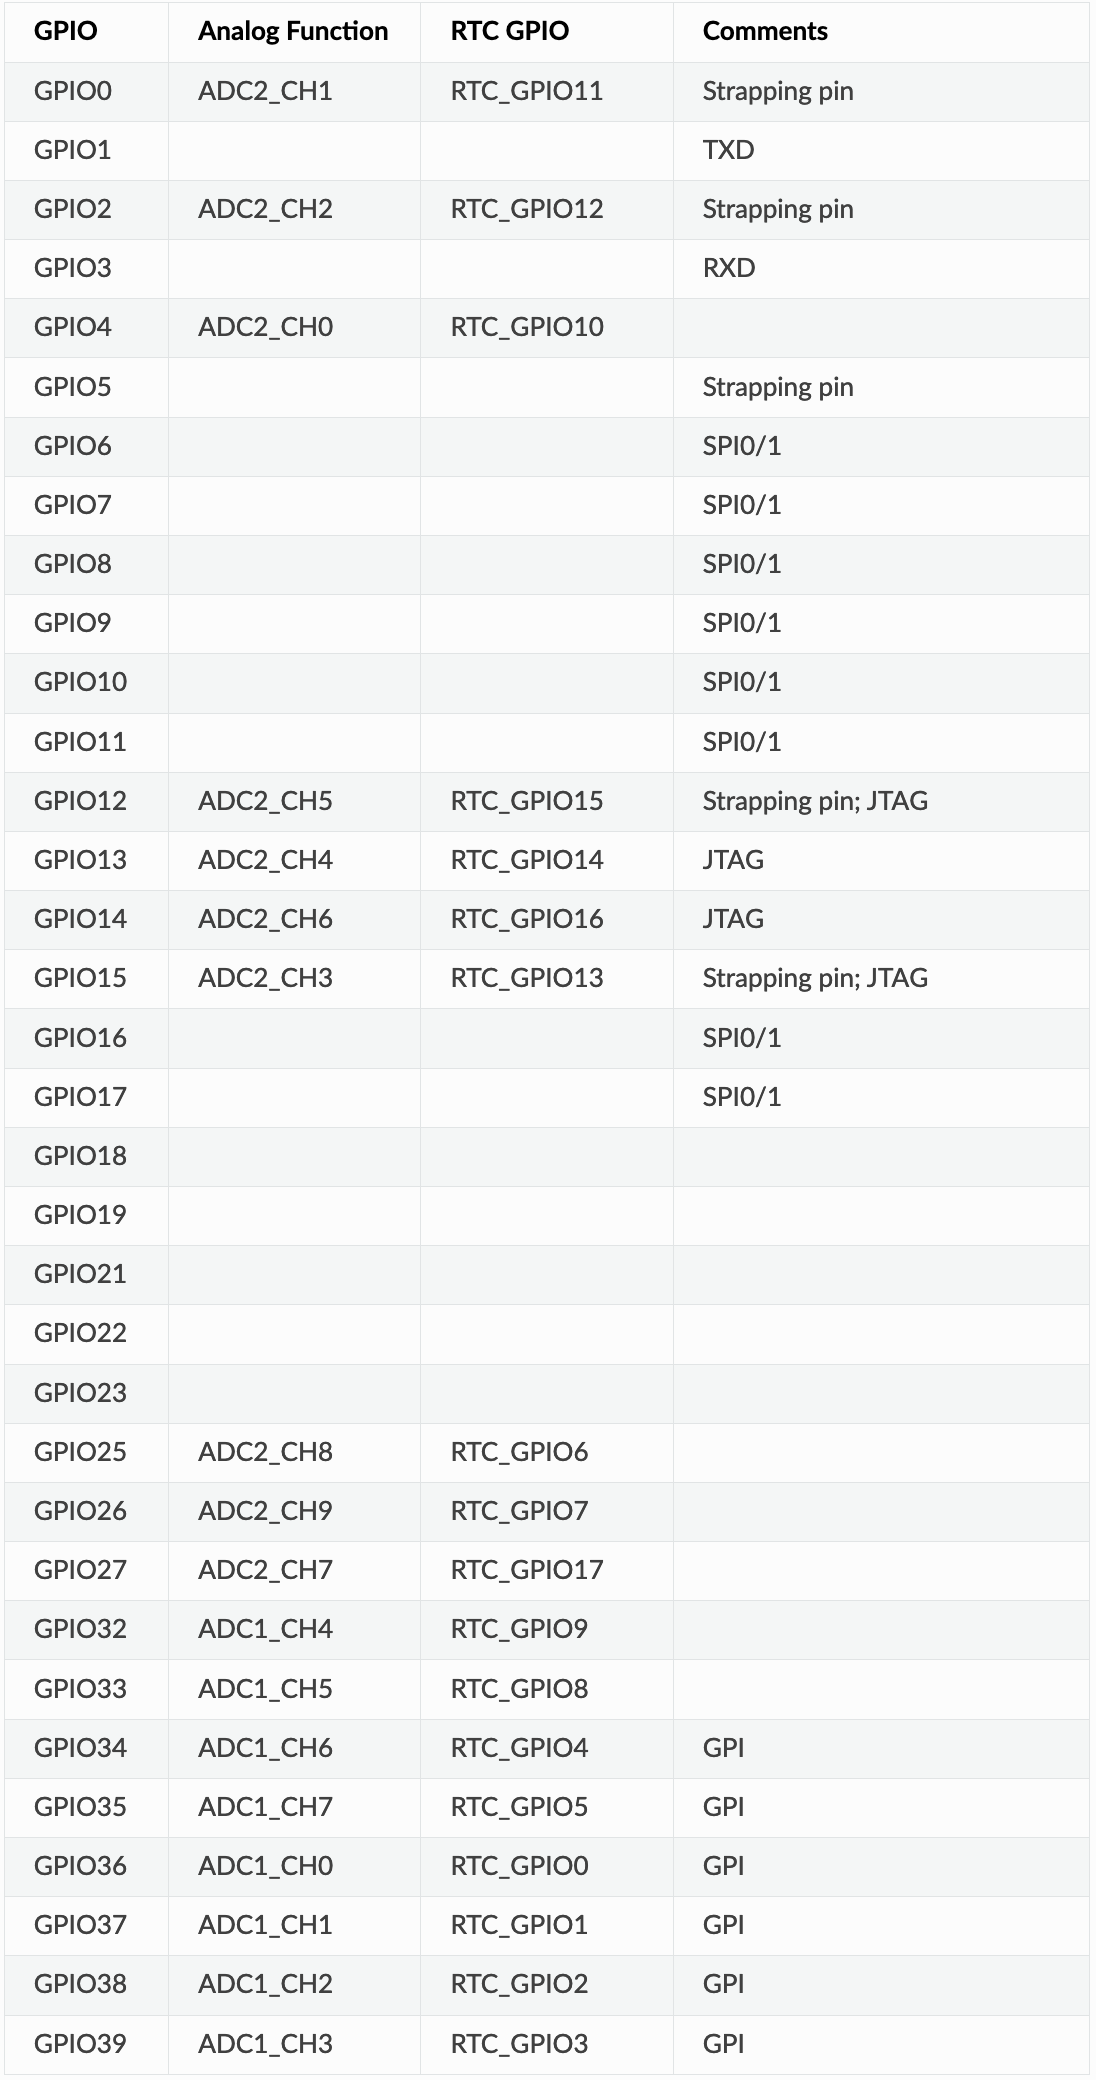 GPIO Analog Function RTC GPIO Comments
GPIO0 ADC2_CH1 RTC_GPIO11 Strapping pin
GPIO1 TXD
GPIO2 ADC2_CH2 RTC_GPIO12 Strapping pin
GPIO3 RXD
GPIO4 ADC2_CH0 RTC_GPIO10
GPIO5 Strapping pin
GPIO6 SPI0/1
GPIO7 SPI0/1
GPIO8 SPI0/1
GPIO9 SPI0/1
GPIO10 SPI0/1
GPIO11 SPI0/1
GPIO12 ADC2_CH5 RTC_GPIO15 Strapping pin; JTAG
GPIO13 ADC2_CH4 RTC_GPIO14 JTAG
GPIO14 ADC2_CH6 RTC_GPIO16 JTAG
GPIO15 ADC2_CH3 RTC_GPIO13 Strapping pin; JTAG
GPIO16 SPI0/1
GPIO17 SPI0/1
GPIO18
GPIO19
GPIO21
GPIO22
GPIO23
GPIO25 ADC2_CH8 RTC_GPIO6
GPIO26 ADC2_CH9 RTC_GPIO7
GPIO27 ADC2_CH7 RTC_GPIO17
GPIO32 ADC1_CH4 RTC_GPIO9
GPIO33 ADC1_CH5 RTC_GPIO8
GPIO34 ADC1_CH6 RTC_GPIO4 GPI
GPIO35 ADC1_CH7 RTC_GPIO5 GPI
GPIO36 ADC1_CH0 RTC_GPIO0 GPI
GPIO37 ADC1_CH1 RTC_GPIO1 GPI
GPIO38 ADC1_CH2 RTC_GPIO2 GPI
GPIO39 ADC1_CH3 RTC_GPIO3 GPI